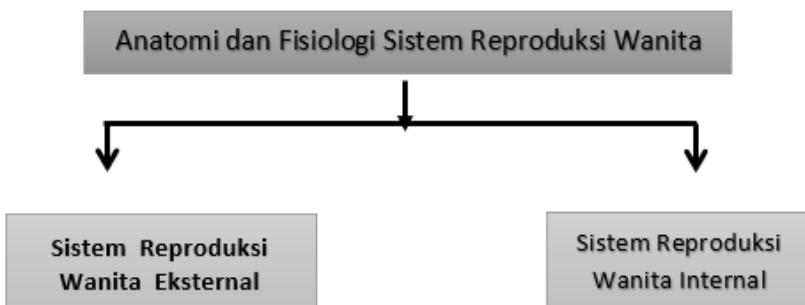 Anatomi dan Fisiologi Sistem Reproduksi Wanita
Sistem Reproduksi
Wanita Eksternal
Sistem Reproduksi
Wanita Internal